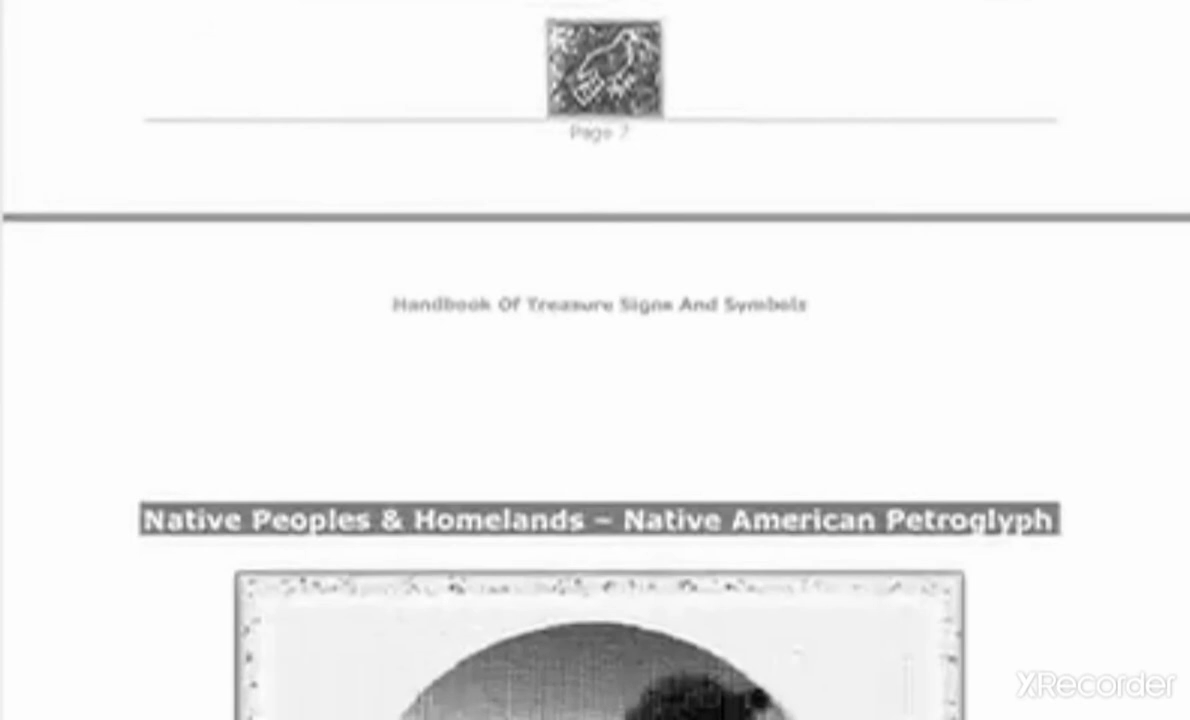 Page 7
Handbook Of Treasure Signs And Symbols
Native Peoples & Homelands – Native American Petroglyph
XRecorder